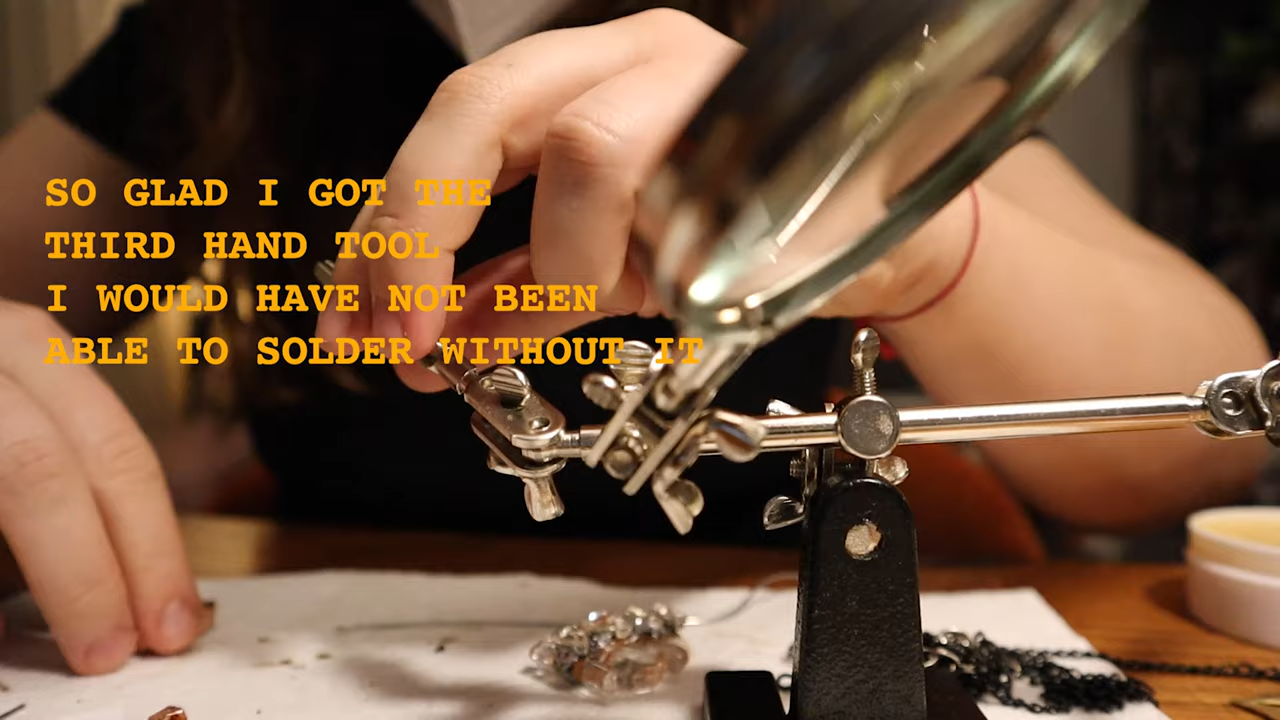 SO GLAD I GOT THE
THIRD HAND TOOL
I WOULD HAVE NOT BEEN
ABLE TO SOLDER WITHOUT IT